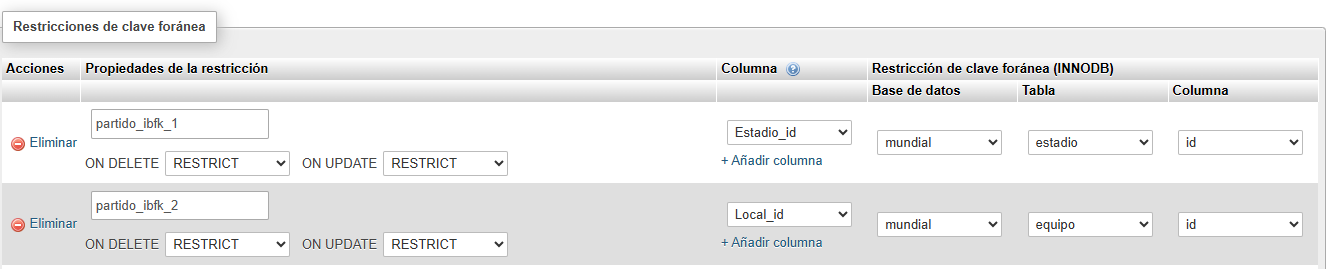 Restricciones de clave foránea
Acciones Propiedades de la restricción Columna Restricción de clave foránea (INNODB)
Base de datos Tabla Columna
partido_ibfk_1
Eliminar Estadio_id mundial estadio id
ON DELETE RESTRICT ON UPDATE RESTRICT + Añadir columna
partido_ibfk_2
Eliminar Local_id mundial equipo id
ON DELETE RESTRICT ON UPDATE RESTRICT + Añadir columna